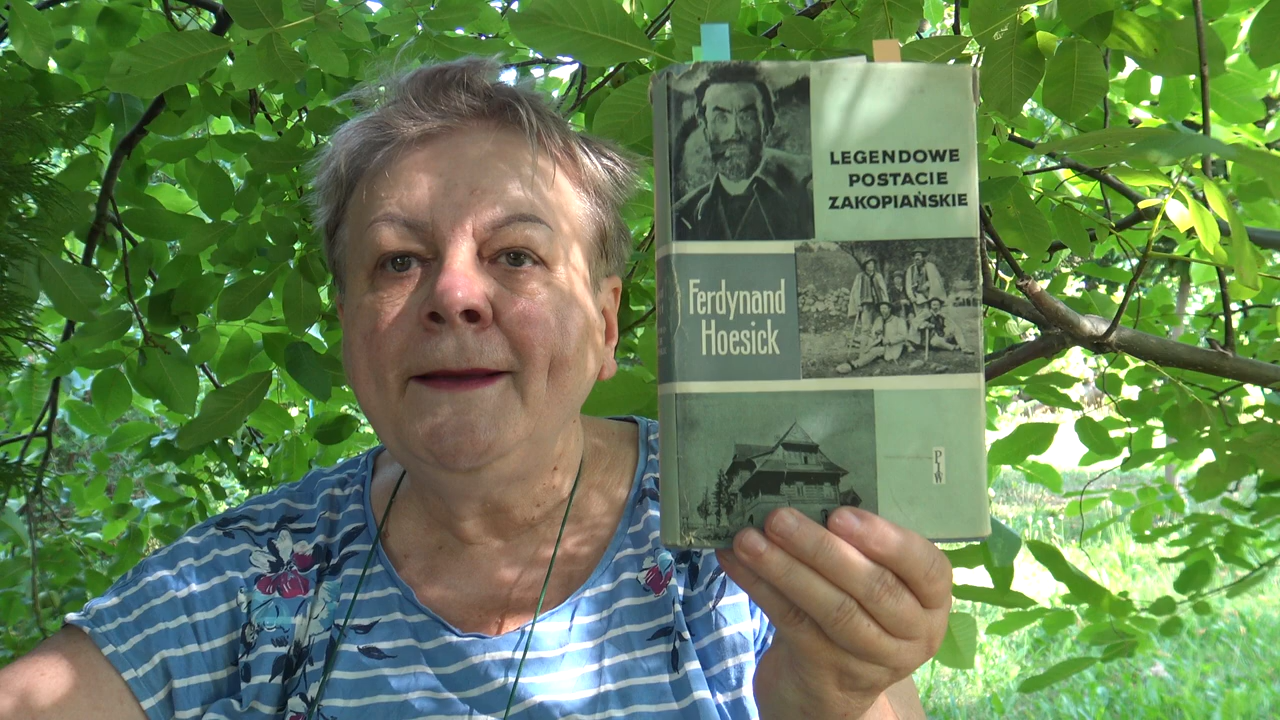 LEGENDOWE
POSTACIE
ZAKOPIAŃSKIE
Ferdynand
Hoesick
PIW